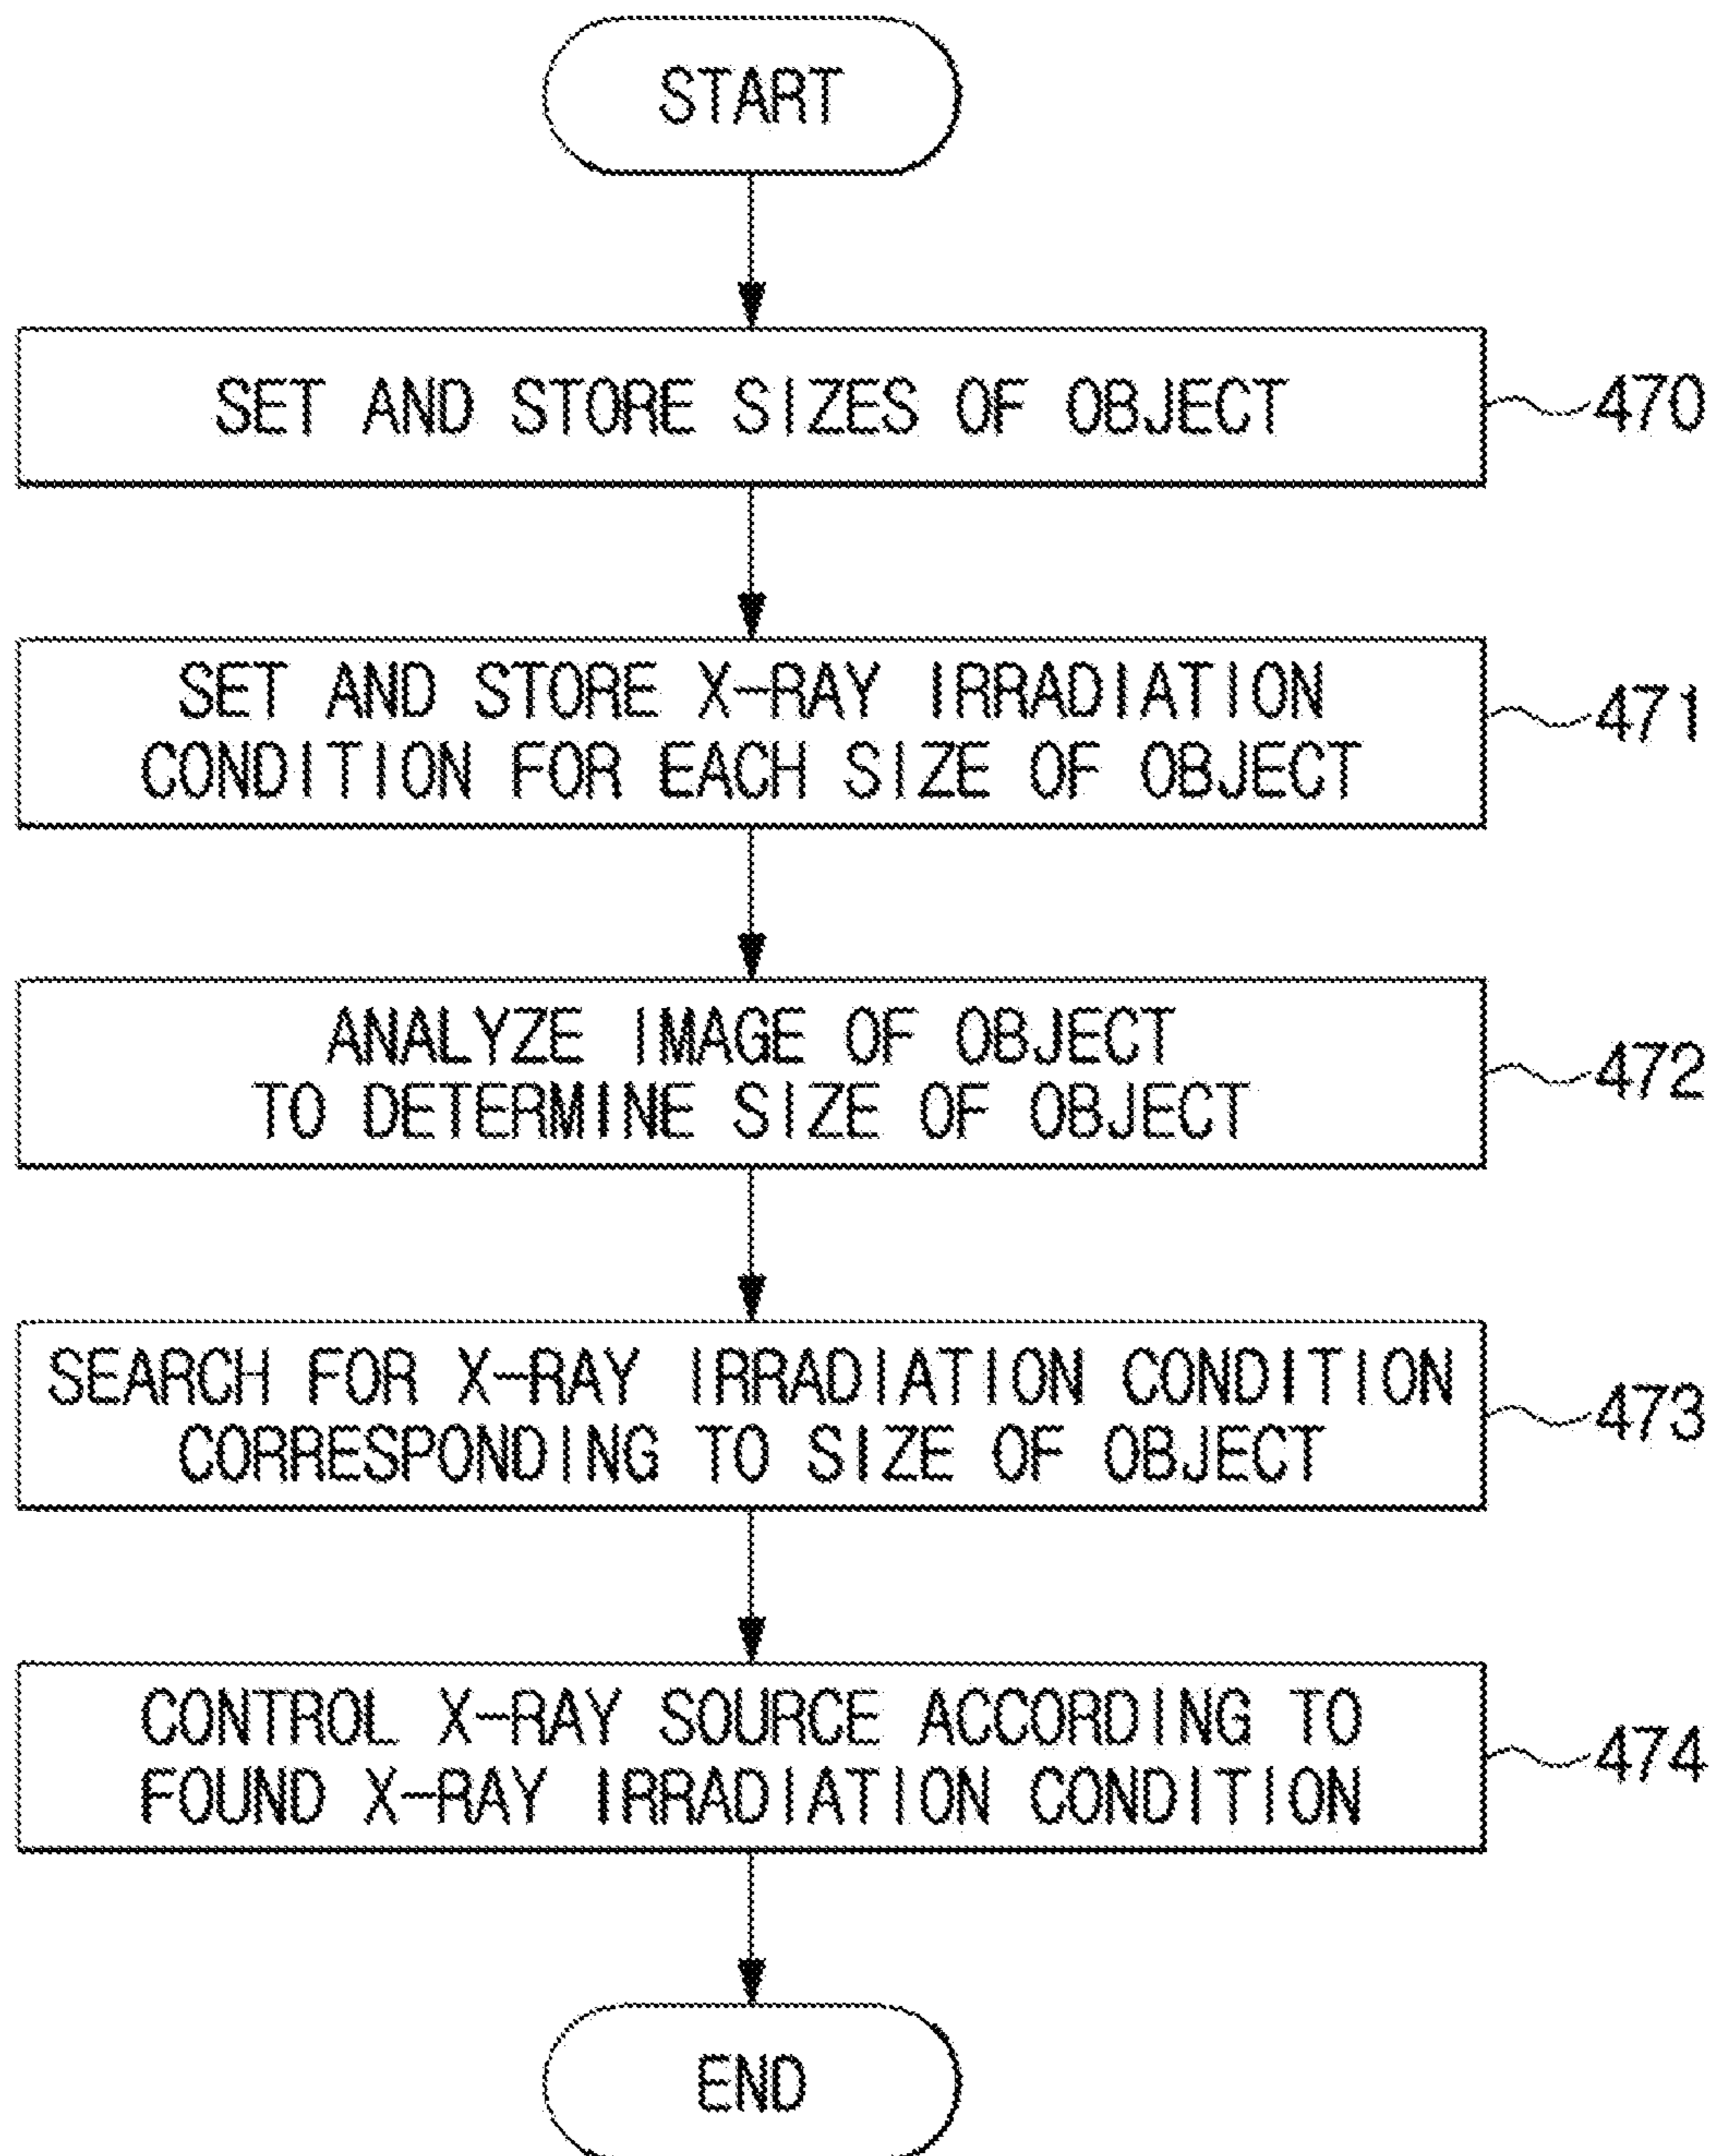 START
SET AND STORE SIZES OF OBJECT
470
SET AND STORE X-RAY IRRADIATION
CONDITION FOR EACH SIZE OF OBJECT
471
ANALYZE IMAGE OF OBJECT
TO DETERMINE SIZE OF OBJECT
472
SEARCH FOR X-RAY IRRADIATION CONDITION
CORRESPONDING TO SIZE OF OBJECT
473
CONTROL X-RAY SOURCE ACCORDING TO
FOUND X-RAY IRRADIATION CONDITION
474
END